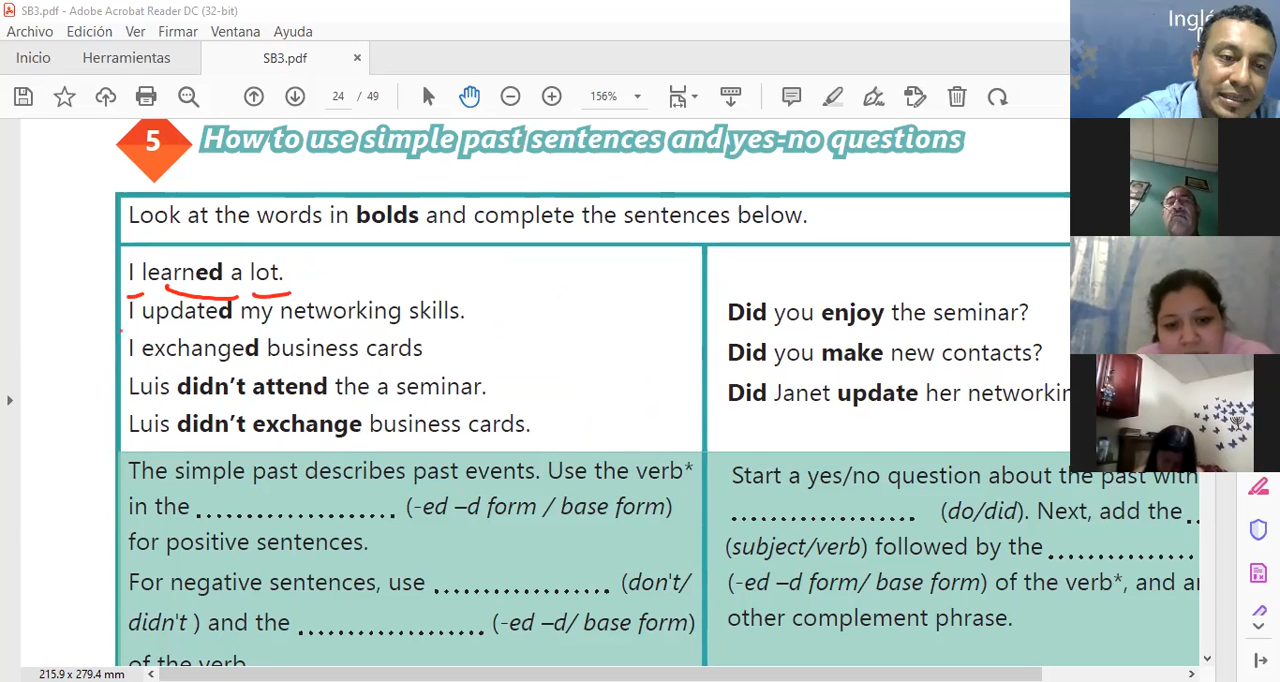 SB3.pdf - Adobe Acrobat Reader DC (32-bit)
Archivo Edición Ver Firmar Ventana Ayuda
Inicio Herramientas SB3.pdf ×
24 / 49 156%
5 How to use simple past sentences and yes-no questions
Look at the words in bolds and complete the sentences below.
I learned a lot.
I updated my networking skills.
I exchanged business cards
Luis didn't attend the a seminar.
Luis didn't exchange business cards.
Did you enjoy the seminar?
Did you make new contacts?
Did Janet update her
The simple past describes past events. Use the verb*
in the .................... (-ed –d form / base form)
for positive sentences.
For negative sentences, use .................... (don't/
didn't ) and the .................... (-ed –d/ base form)
of the verb
Start a yes/no question about the past with
.................... (do/did). Next, add the ..
(subject/verb) followed by the ................
(-ed –d form/ base form) of the verb*, and
other complement phrase.
215.9 x 279.4 mm